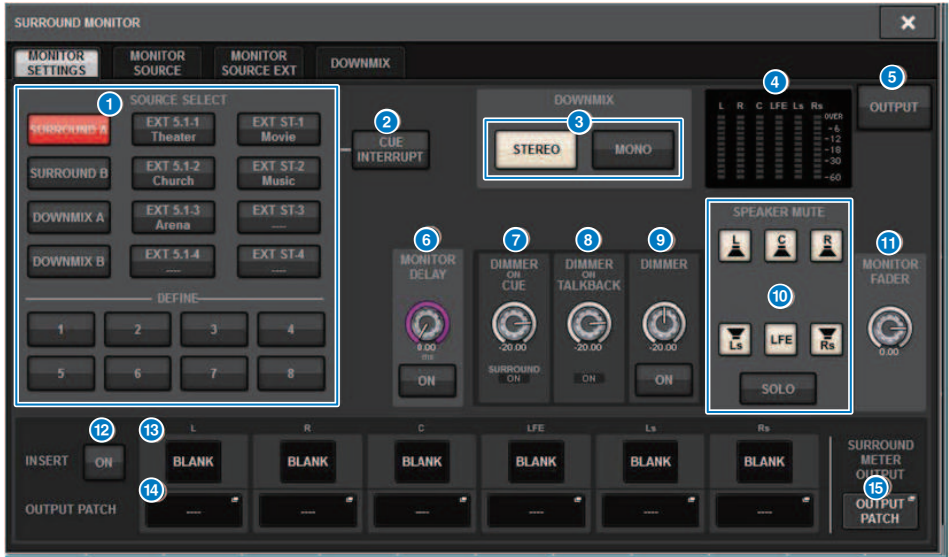 SURROUND MONITOR
×
MONITOR SETTINGS
MONITOR SOURCE
MONITOR SOURCE EXT
DOWNMIX
1
SOURCE SELECT
SURROUND A
EXT 5.1-1 Theater
EXT ST-1 Movie
SURROUND B
EXT 5.1-2 Church
EXT ST-2 Music
DOWNMIX A
EXT 5.1-3 Arena
EXT ST-3 ----
DOWNMIX B
EXT 5.1-4 ----
EXT ST-4 ----
DEFINE
1 2 3 4
5 6 7 8
2
CUE INTERRUPT
DOWNMIX
3
STEREO
MONO
4
L R C LFE Ls Rs
OVER
-6
-12
-18
-30
-60
5
OUTPUT
6
MONITOR DELAY
0.00
ms
ON
7
DIMMER ON CUE
-20.00
SURROUND ON
8
DIMMER ON TALKBACK
-20.00
ON
9
DIMMER
-20.00
ON
SPEAKER MUTE
L C R
10
Ls LFE Rs
SOLO
11
MONITOR FADER
0.00
12
13
L R C LFE Ls Rs
INSERT
ON
BLANK BLANK BLANK BLANK BLANK BLANK
14
OUTPUT PATCH
---- ---- ---- ---- ---- ----
SURROUND METER OUTPUT
15
OUTPUT PATCH